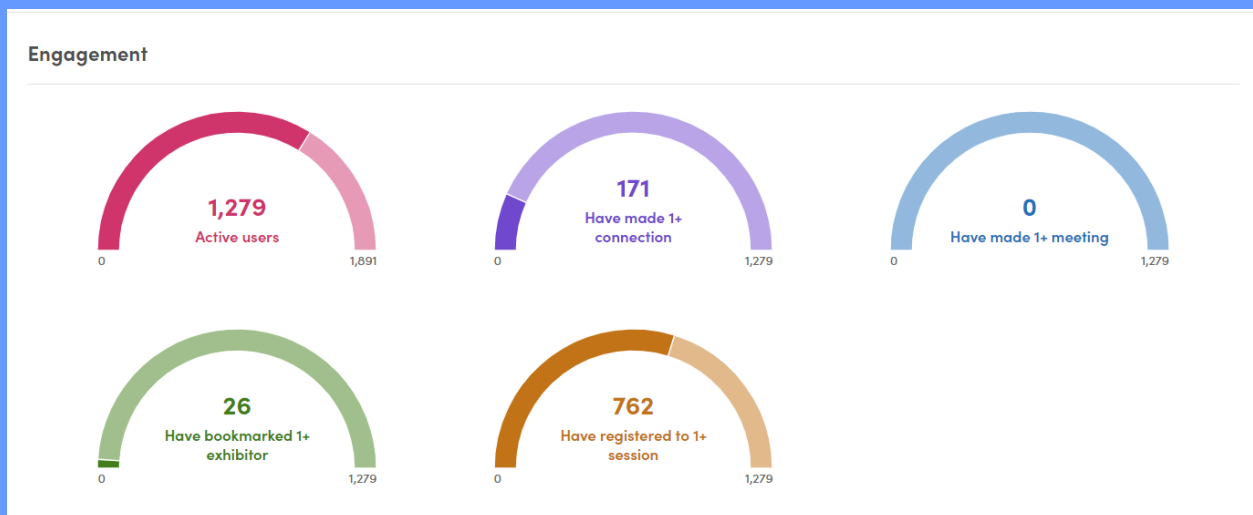 Engagement
1,279
Active users
0
1,891
171
Have made 1+
connection
0
1,279
0
Have made 1+ meeting
0
1,279
26
Have bookmarked 1+
exhibitor
0
1,279
762
Have registered to 1+
session
0
1,279